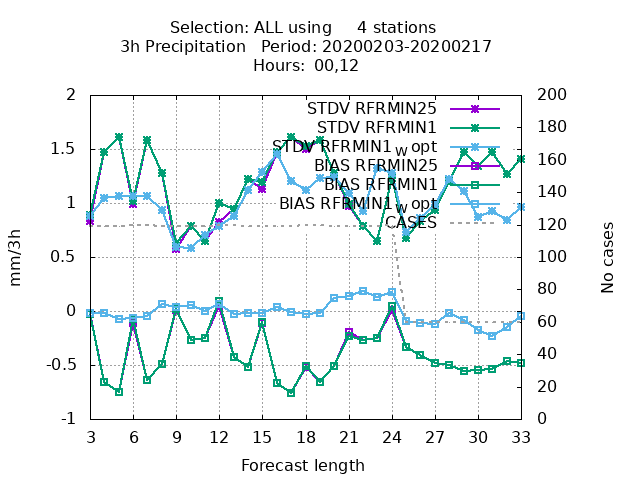 Selection: ALL using     4 stations
3h Precipitation   Period: 20200203-20200217
Hours:  00,12
2
1.5
1
0.5
0
-0.5
-1
mm/3h
200
180
160
140
120
100
80
60
40
20
0
No cases
STDV RFRMIN25
STDV RFRMIN1
STDV RFRMIN1_w opt
BIAS RFRMIN25
BIAS RFRMIN1
BIAS RFRMIN1_w opt
CASES
3 6 9 12 15 18 21 24 27 30 33
Forecast length